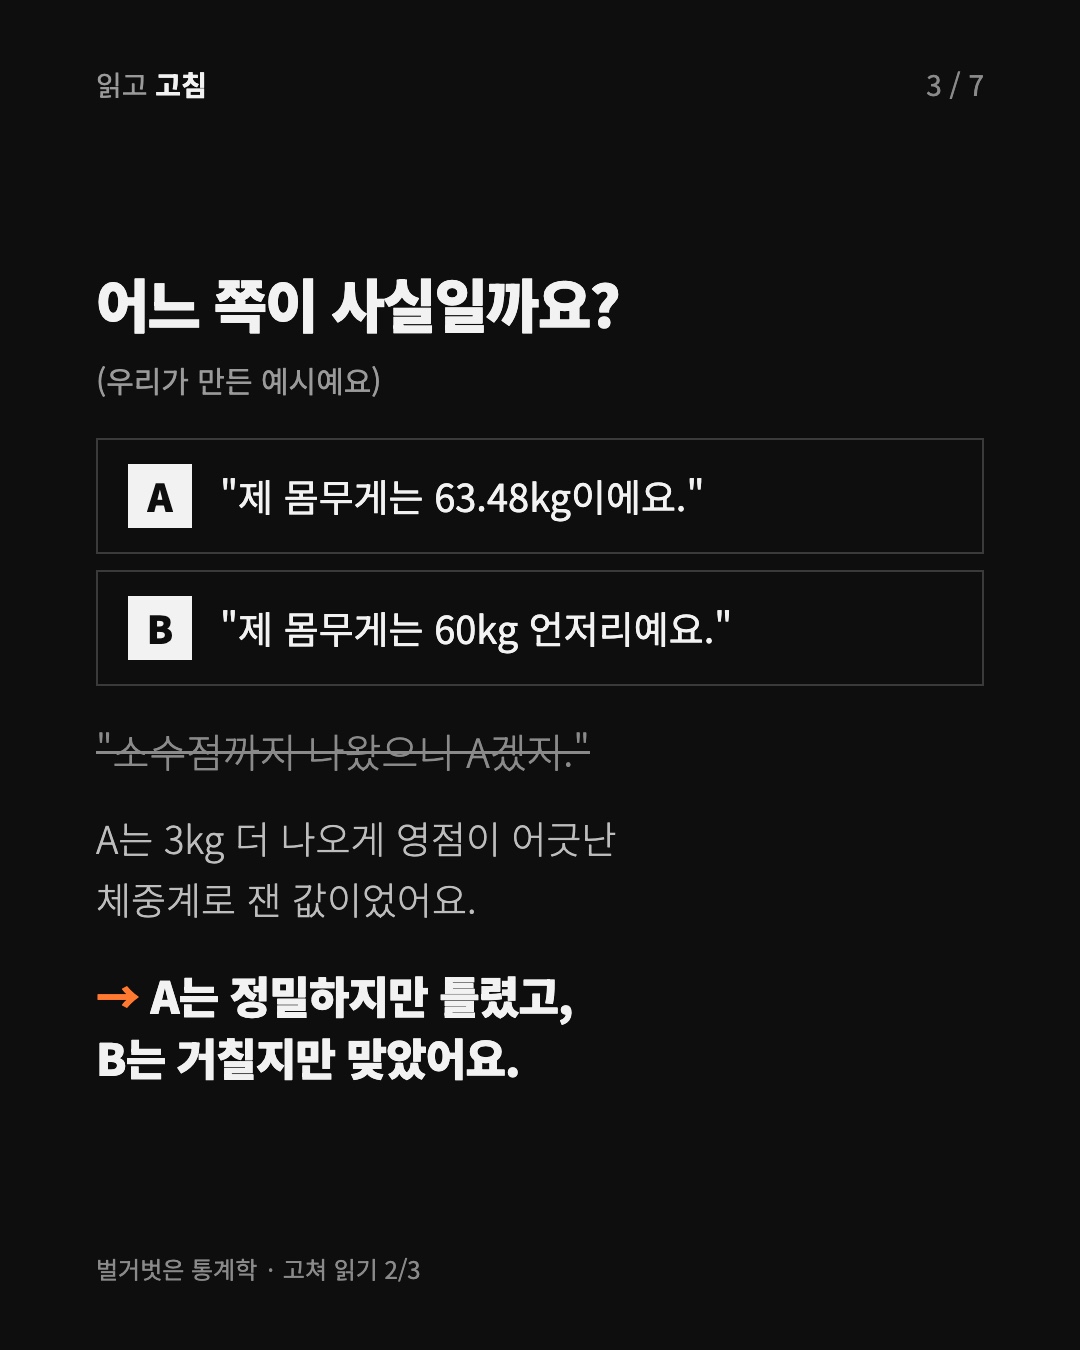 읽고 고침
3 / 7
어느 쪽이 사실일까요?
(우리가 만든 예시예요)
A "제 몸무게는 63.48kg이에요."
B "제 몸무게는 60kg 언저리예요."
"소수점까지 나왔으니 A겠지."
A는 3kg 더 나오게 영점이 어긋난
체중계로 잰 값이었어요.
→ A는 정밀하지만 틀렸고,
B는 거칠지만 맞았어요.
벌거벗은 통계학 · 고쳐 읽기 2/3